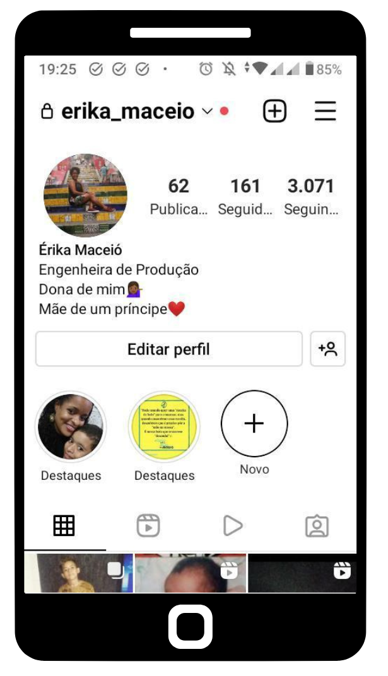 19:25 85%
erika_maceio
62 161 3.071
Publica... Seguid... Seguin...
Érika Maceió
Engenheira de Produção
Dona de mim💁🏾‍♀️
Mãe de um príncipe❤️
Editar perfil
Destaques Destaques Novo